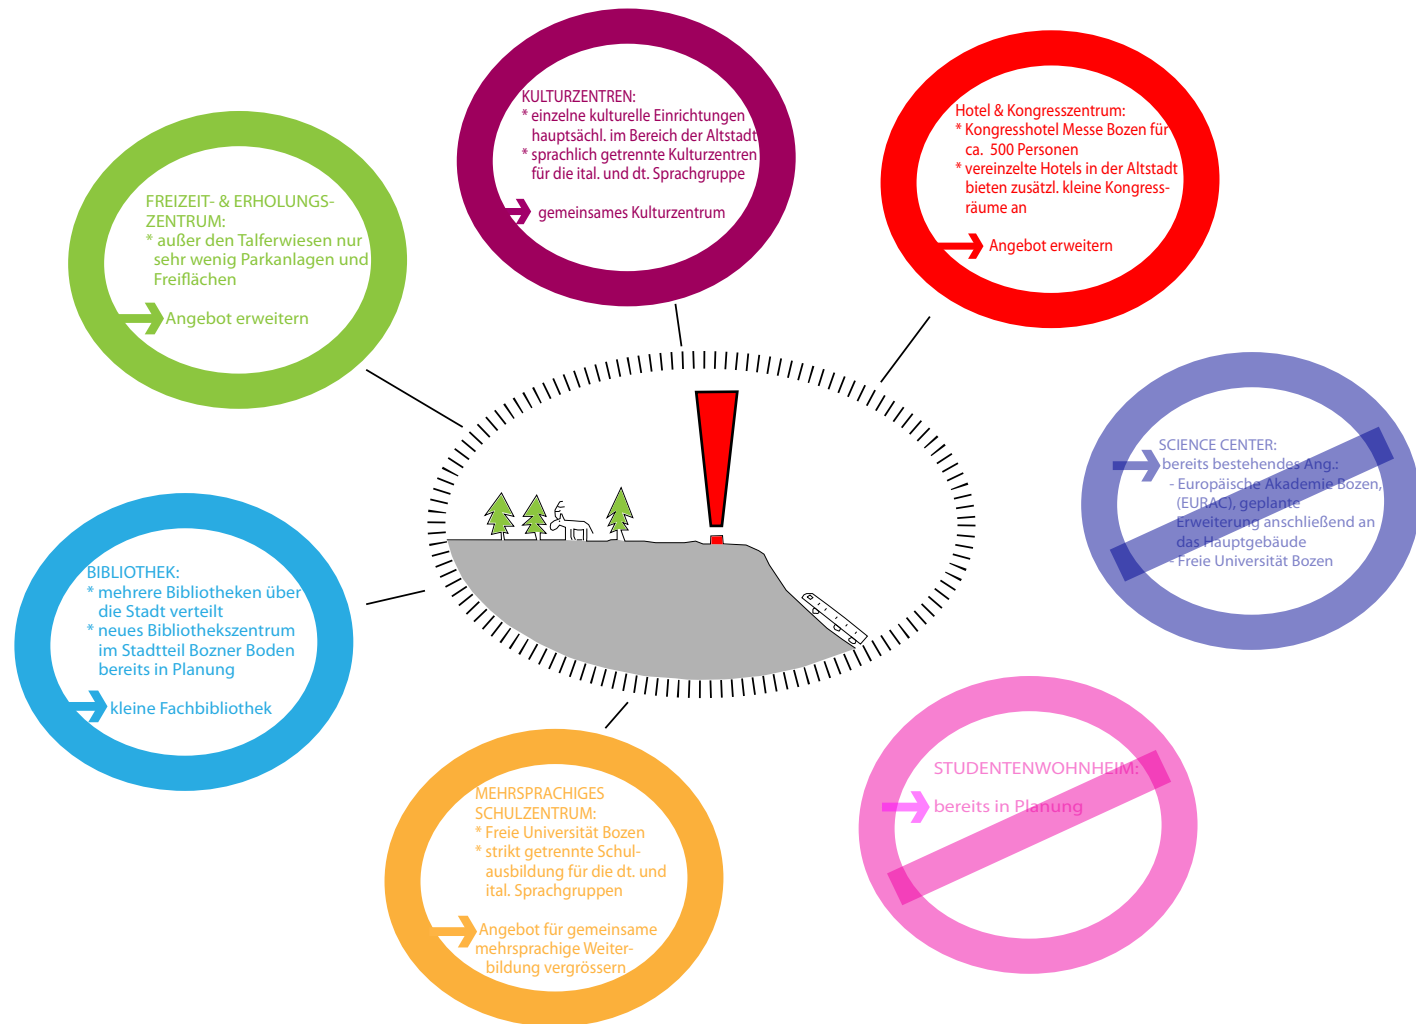 KULTURZENTREN:
* einzelne kulturelle Einrichtungen
hauptsächl. im Bereich der Altstadt
* sprachlich getrennte Kulturzentren
für die ital. und dt. Sprachgruppe
gemeinsames Kulturzentrum
Hotel & Kongresszentrum:
* Kongresshotel Messe Bozen für
ca. 500 Personen
* vereinzelte Hotels in der Altstadt
bieten zusätzl. kleine Kongress-
räume an
Angebot erweitern
FREIZEIT- & ERHOLUNGS-
ZENTRUM:
* außer den Talferwiesen nur
sehr wenig Parkanlagen und
Freiflächen
Angebot erweitern
SCIENCE CENTER:
bereits bestehendes Ang.:
- Europäische Akademie Bozen,
(EURAC), geplante
Erweiterung anschließend an
das Hauptgebäude
- Freie Universität Bozen
BIBLIOTHEK:
* mehrere Bibliotheken über
die Stadt verteilt
* neues Bibliothekszentrum
im Stadtteil Bozner Boden
bereits in Planung
kleine Fachbibliothek
STUDENTENWOHNHEIM:
bereits in Planung
MEHRSPRACHIGES
SCHULZENTRUM:
* Freie Universität Bozen
* strikt getrennte Schul-
ausbildung für die dt. und
ital. Sprachgruppen
Angebot für gemeinsame
mehrsprachige Weiter-
bildung vergrössern